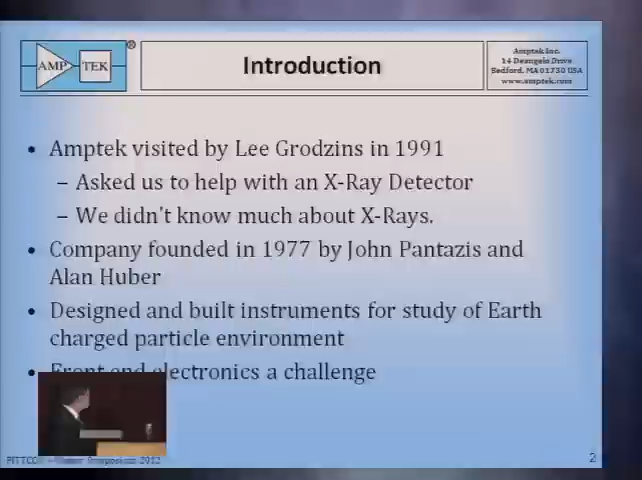 AMP TEK ®
Introduction
Amptek Inc.
14 Deangelo Drive
Bedford, MA 01730 USA
www.amptek.com
• Amptek visited by Lee Grodzins in 1991
– Asked us to help with an X-Ray Detector
– We didn't know much about X-Rays.
• Company founded in 1977 by John Pantazis and
Alan Huber
• Designed and built instruments for study of Earth
charged particle environment
• Front end electronics a challenge
Symposium 2012
2